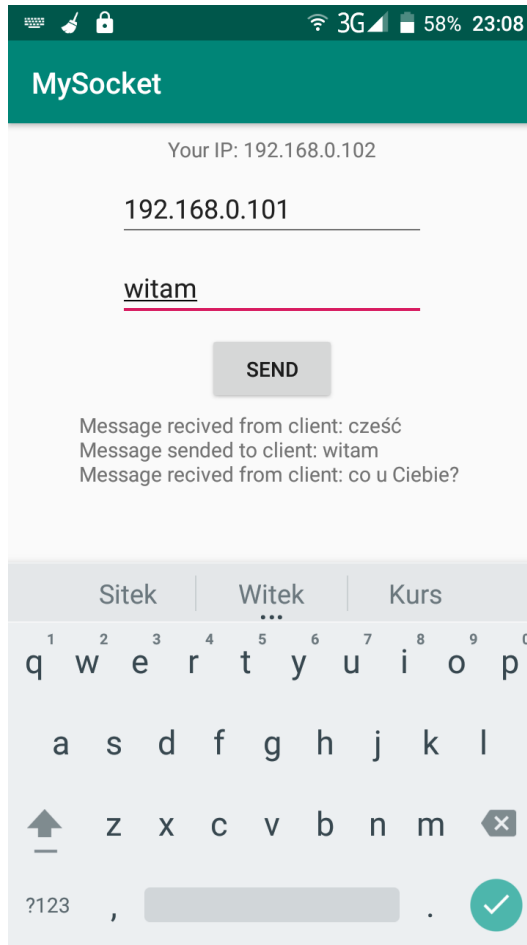 3G 58% 23:08
MySocket
Your IP: 192.168.0.102
192.168.0.101
witam
SEND
Message recived from client: cześć
Message sended to client: witam
Message recived from client: co u Ciebie?
Sitek Witek Kurs
1 2 3 4 5 6 7 8 9 0
q w e r t y u i o p
a s d f g h j k l
z x c v b n m
?123 , .